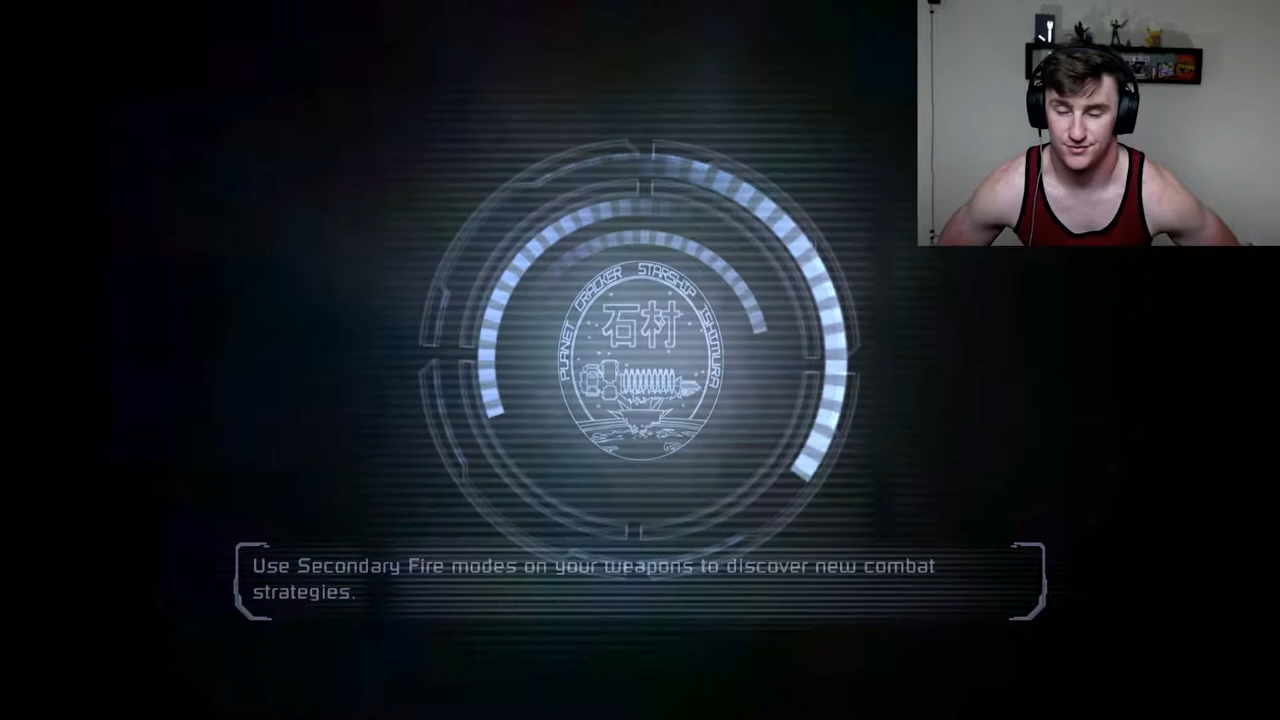 PLANET CRACKER STARSHIP ISHIMURA
石村
Use Secondary Fire modes on your weapons to discover new combat
strategies.